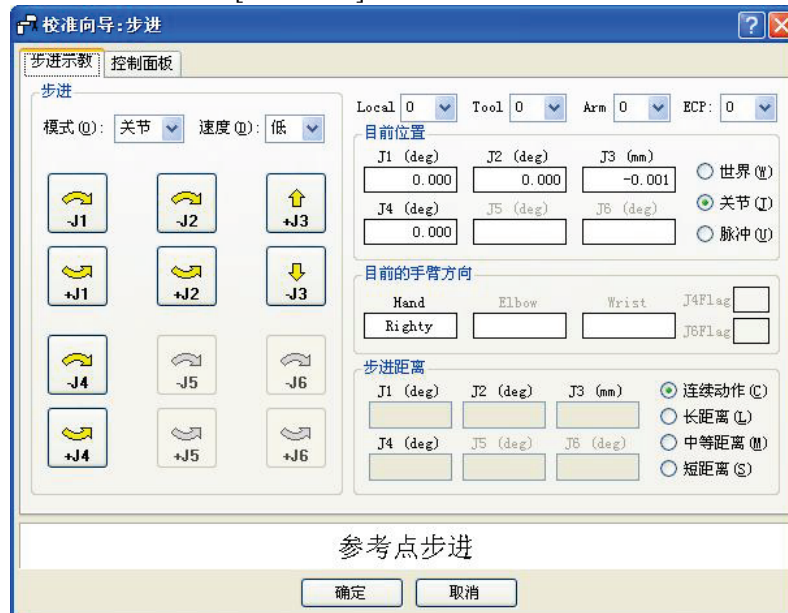 校准向导:步进
步进示教 控制面板
步进
模式(O): 关节 速度(D): 低
-J1 -J2 +J3
+J1 +J2 -J3
-J4 -J5 -J6
+J4 +J5 +J6
Local 0 Tool 0 Arm 0 ECP: 0
目前位置
J1 (deg) J2 (deg) J3 (mm)
0.000 0.000 -0.001
J4 (deg) J5 (deg) J6 (deg)
0.000
世界(W)
关节(J)
脉冲(U)
目前的手臂方向
Hand Elbow Wrist J4Flag
Righty J6Flag
步进距离
J1 (deg) J2 (deg) J3 (mm)
J4 (deg) J5 (deg) J6 (deg)
连续动作(C)
长距离(L)
中等距离(M)
短距离(S)
参考点步进
确定 取消